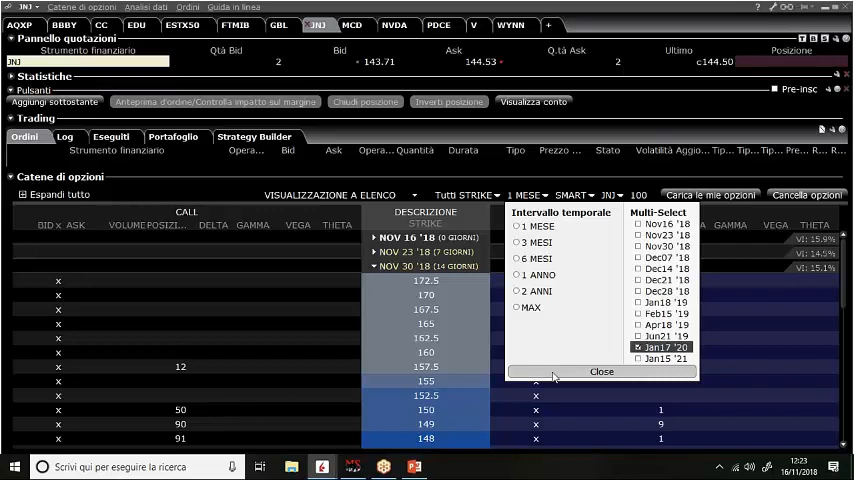 JNJ Catene di opzioni Analisi dati Ordini Guida in linea
AQXP BBBY CC EDU ESTX50 FTMIB GBL JNJ MCD NVDA PDCE V WYNN +
Pannello quotazioni T B S
Strumento finanziario Qtà Bid Bid Ask Q.tà Ask Ultimo Posizione
JNJ 2 143.71 144.53 2 c144.50
Statistiche
Pulsanti Pre-insc
Aggiungi sottostante Anteprima d'ordine/Controlla impatto sul margine Chiudi posizione Inverti posizione Visualizza conto
Trading
Ordini Log Eseguiti Portafoglio Strategy Builder
Strumento finanziario Opera... Bid Ask Opera... Quantità Durata Tipo Prezzo ... Stato Volatilità Aggio... Tip... Tip... Pre... R... R...
Catene di opzioni
Espandi tutto VISUALIZZAZIONE A ELENCO Tutti STRIKE 1 MESE SMART JNJ 100 Carica le mie opzioni Cancella opzioni
CALL DESCRIZIONE
BID x ASK VOLUME POSIZI... DELTA GAMMA VEGA THETA STRIKE GAMMA VEGA THETA
Intervallo temporale Multi-Select
1 MESE
3 MESI
6 MESI
1 ANNO
2 ANNI
MAX
Nov16 '18
Nov23 '18
Nov30 '18
Dec07 '18
Dec14 '18
Dec21 '18
Dec28 '18
Jan18 '19
Feb15 '19
Apr18 '19
Jun21 '19
Jan17 '20
Jan15 '21
Close
NOV 16 '18 (0 GIORNI) VI: 15.9%
NOV 23 '18 (7 GIORNI) VI: 14.5%
NOV 30 '18 (14 GIORNI) VI: 15.1%
x 172.5
x 170
x 167.5
x 165
x 162.5
x 160
x 12 157.5
x 155 x
x 152.5 x
x 50 150 x 1
x 90 149 x 9
x 91 148 x 1
Scrivi qui per eseguire la ricerca
12:23
16/11/2018